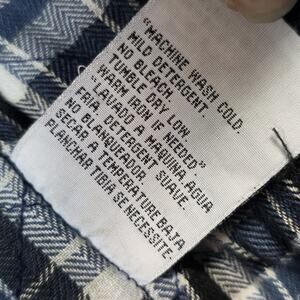 "MACHINE WASH COLD.
MILD DETERGENT.
NO BLEACH.
TUMBLE DRY LOW
WARM IRON IF NEEDED."
"LAVADO A MAQUINA AGUA
FRIA. DETERGENT SUAVE.
NO BLANQUEADOR.
SECAR A TEMPERATURE BAJA
PLANCHAR TIBIA SE NECESSITE.